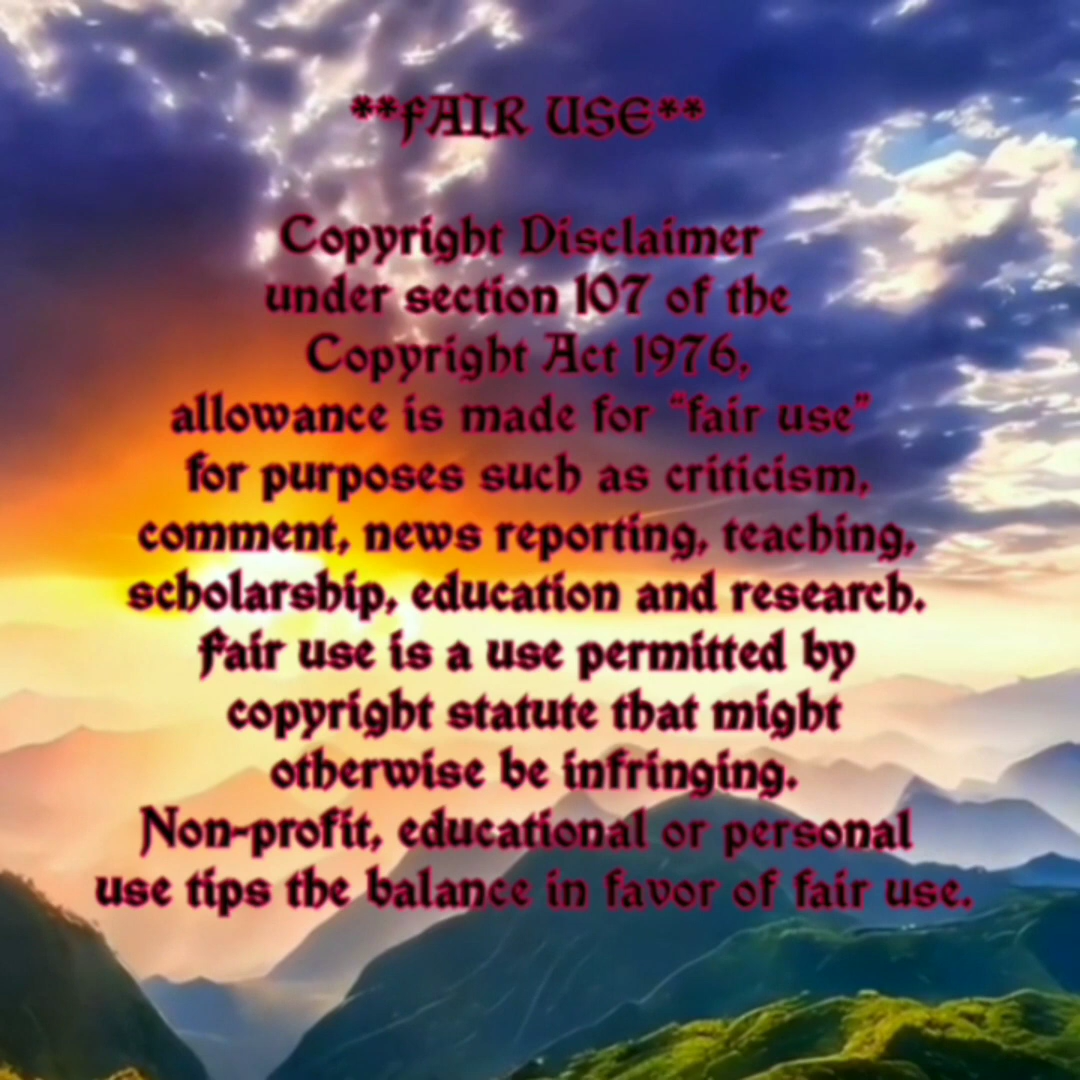 **FAIR USE**
Copyright Disclaimer
under section 107 of the
Copyright Act 1976,
allowance is made for “fair use”
for purposes such as criticism,
comment, news reporting, teaching,
scholarship, education and research.
Fair use is a use permitted by
copyright statute that might
otherwise be infringing.
Non-profit, educational or personal
use tips the balance in favor of fair use.